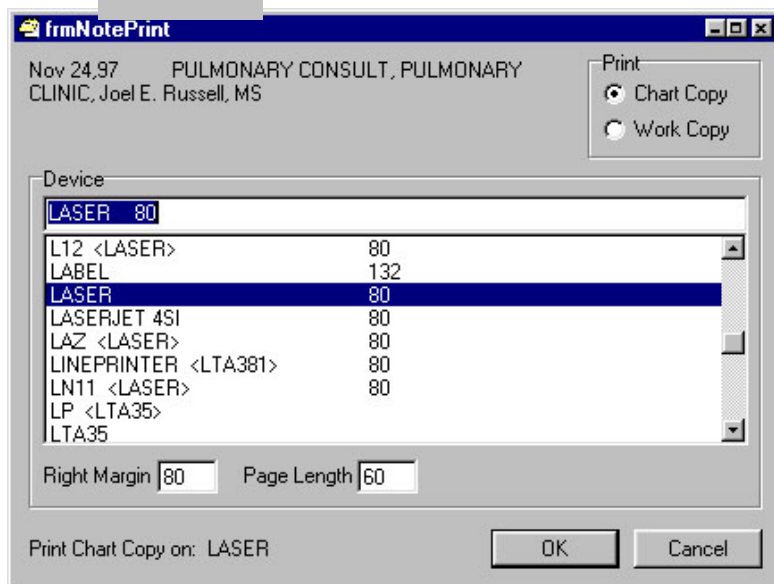 frmNotePrint
Nov 24,97 PULMONARY CONSULT, PULMONARY
CLINIC, Joel E. Russell, MS
Print
Chart Copy
Work Copy
Device
LASER 80
L12 <LASER> 80
LABEL 132
LASER 80
LASERJET 4SI 80
LAZ <LASER> 80
LINEPRINTER <LTA381> 80
LN11 <LASER> 80
LP <LTA35>
LTA35
Right Margin 80 Page Length 60
Print Chart Copy on: LASER
OK Cancel